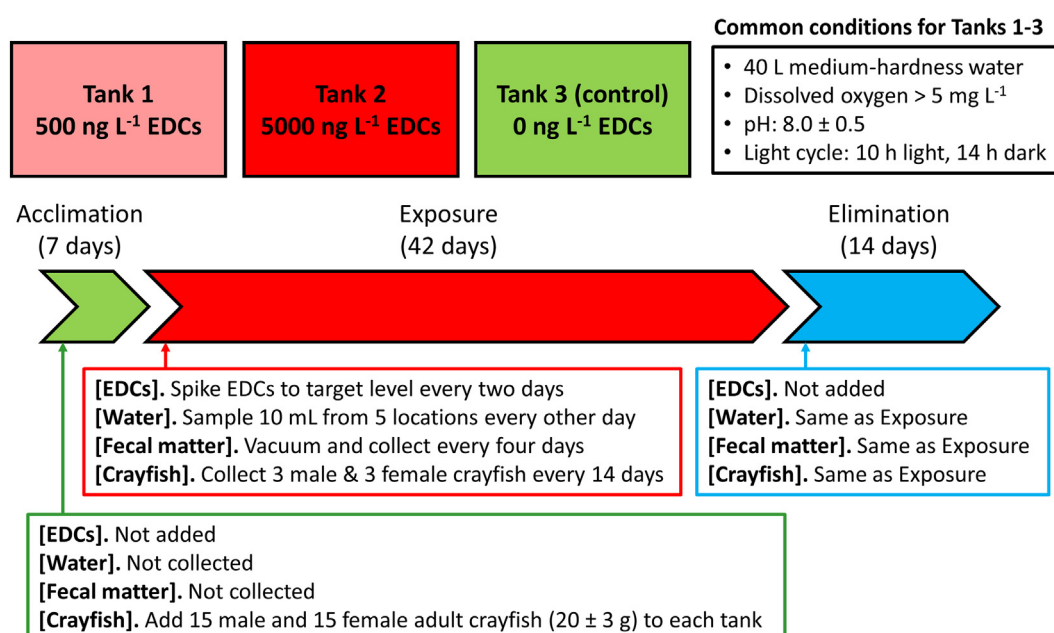 Common conditions for Tanks 1-3
Tank 1
500 ng L-1 EDCs
Tank 2
5000 ng L-1 EDCs
Tank 3 (control)
0 ng L-1 EDCs
• 40 L medium-hardness water
• Dissolved oxygen > 5 mg L-1
• pH: 8.0 ± 0.5
• Light cycle: 10 h light, 14 h dark
Acclimation
(7 days)
Exposure
(42 days)
Elimination
(14 days)
[EDCs]. Spike EDCs to target level every two days
[Water]. Sample 10 mL from 5 locations every other day
[Fecal matter]. Vacuum and collect every four days
[Crayfish]. Collect 3 male & 3 female crayfish every 14 days
[EDCs]. Not added
[Water]. Same as Exposure
[Fecal matter]. Same as Exposure
[Crayfish]. Same as Exposure
[EDCs]. Not added
[Water]. Not collected
[Fecal matter]. Not collected
[Crayfish]. Add 15 male and 15 female adult crayfish (20 ± 3 g) to each tank